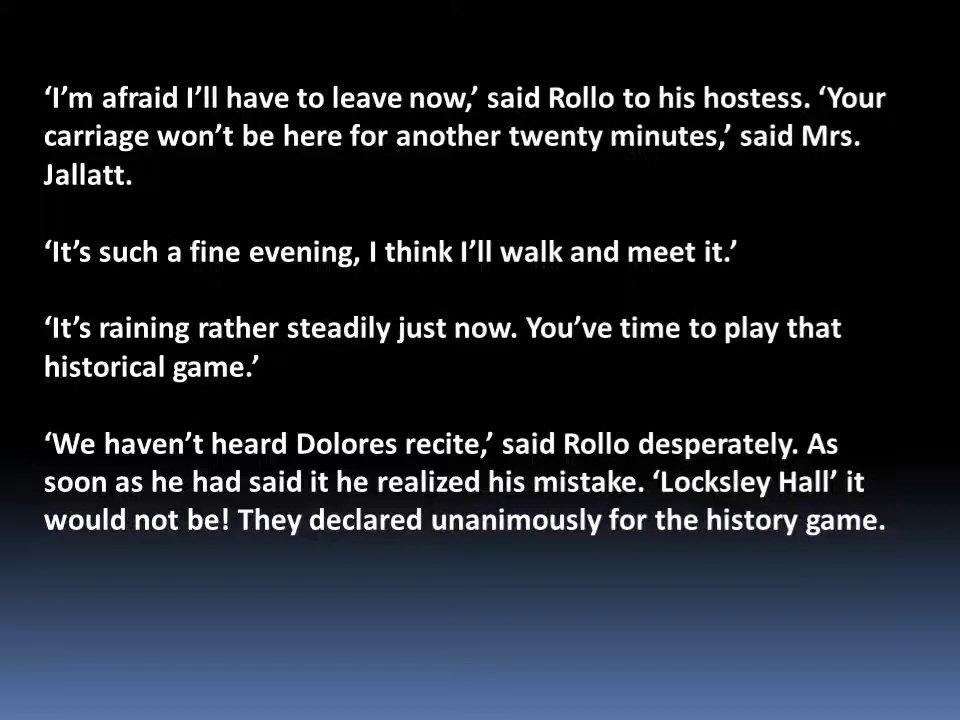 ‘I’m afraid I’ll have to leave now,’ said Rollo to his hostess. ‘Your
carriage won’t be here for another twenty minutes,’ said Mrs.
Jallatt.
‘It’s such a fine evening, I think I’ll walk and meet it.’
‘It’s raining rather steadily just now. You’ve time to play that
historical game.’
‘We haven’t heard Dolores recite,’ said Rollo desperately. As
soon as he had said it he realized his mistake. ‘Locksley Hall’ it
would not be! They declared unanimously for the history game.